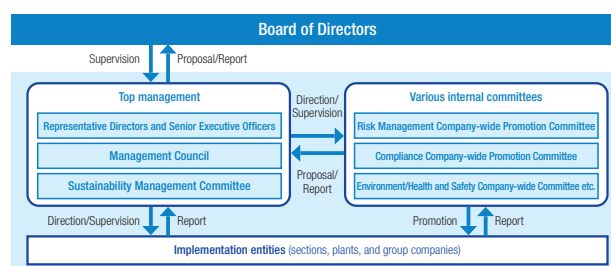 Board of Directors
Supervision
Proposal/Report
Top management
Representative Directors and Senior Executive Officers
Management Council
Sustainability Management Committee
Direction/
Supervision
Proposal/
Report
Various internal committees
Risk Management Company-wide Promotion Committee
Compliance Company-wide Promotion Committee
Environment/Health and Safety Company-wide Committee etc.
Direction/Supervision
Report
Promotion
Report
Implementation entities (sections, plants, and group companies)